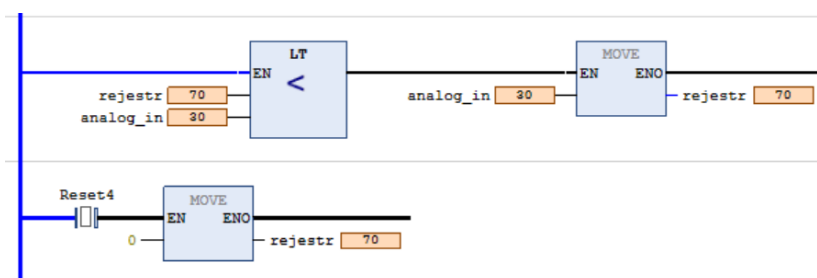 LT
MOVE
EN
<
EN ENO
rejestr 70
analog_in 30
rejestr 70
analog_in 30
Reset4
MOVE
EN ENO
0
rejestr 70